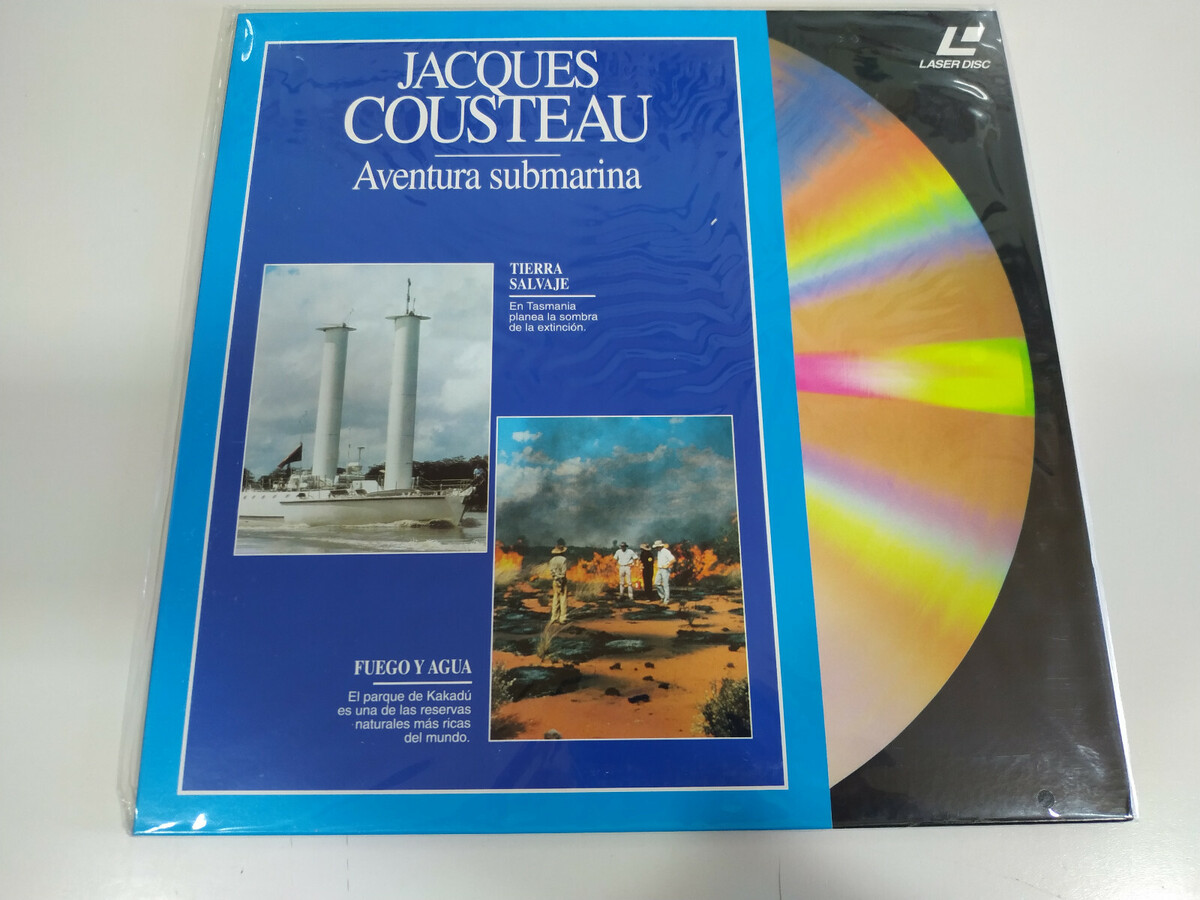 JACQUES
COUSTEAU
Aventura submarina
LASER DISC
TIERRA
SALVAJE
En Tasmania
planea la sombra
de la extinción.
FUEGO Y AGUA
El parque de Kakadú
es una de las reservas
naturales más ricas
del mundo.